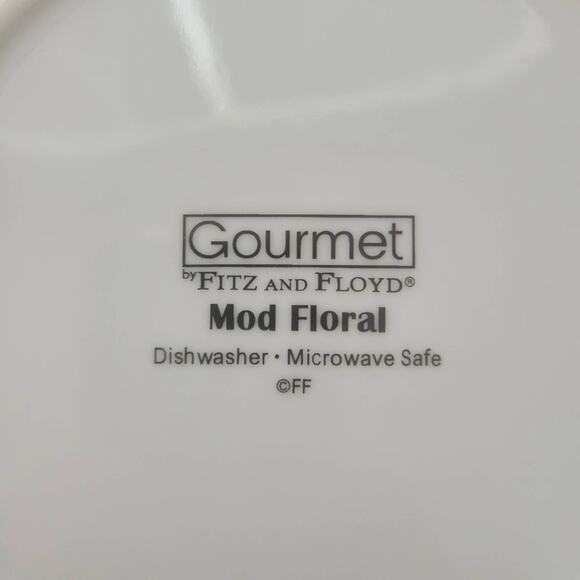 Gourmet
by FITZ AND FLOYD®
Mod Floral
Dishwasher • Microwave Safe
©FF